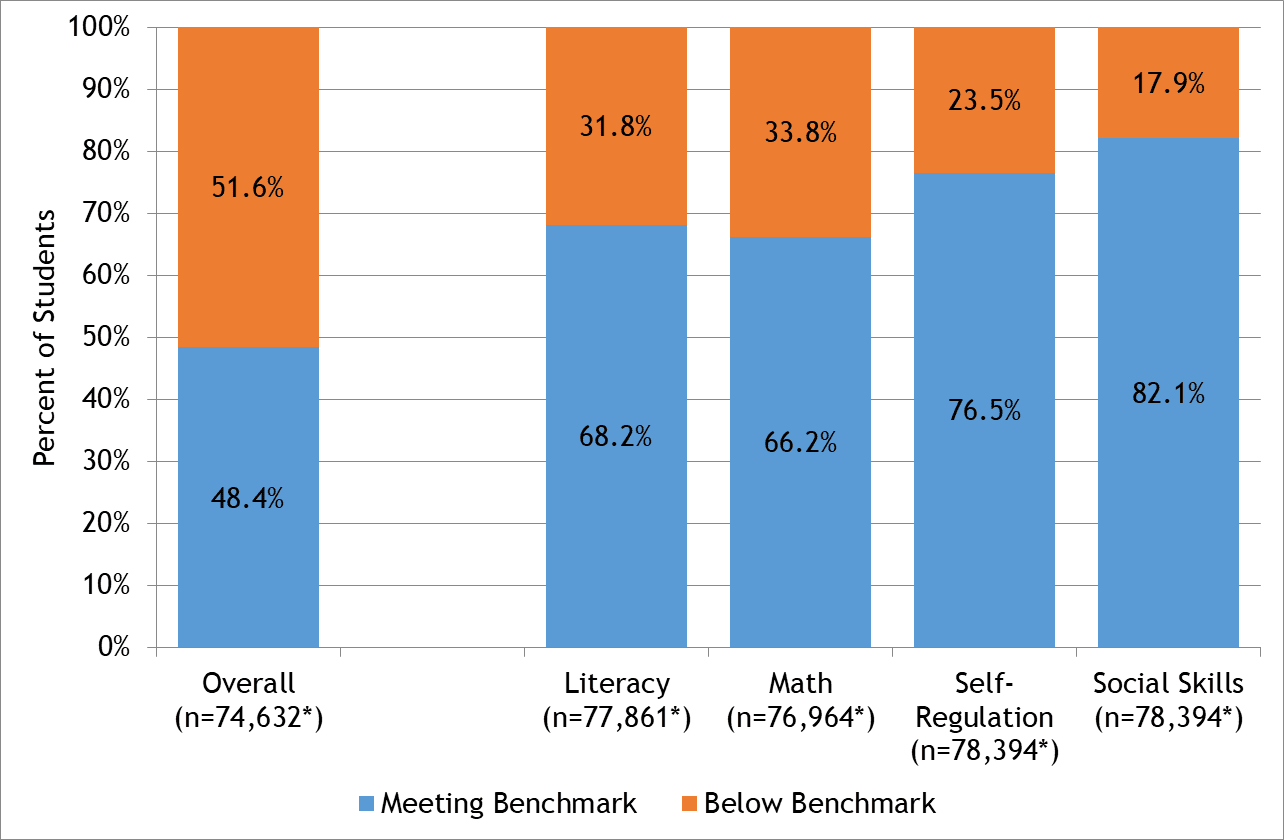 100%
90%
80%
70%
60%
50%
40%
30%
20%
10%
0%
Percent of Students
51.6%
48.4%
31.8%
68.2%
33.8%
66.2%
23.5%
76.5%
17.9%
82.1%
Overall
(n=74,632*)
Literacy
(n=77,861*)
Math
(n=76,964*)
Self-
Regulation
(n=78,394*)
Social Skills
(n=78,394*)
Meeting Benchmark
Below Benchmark